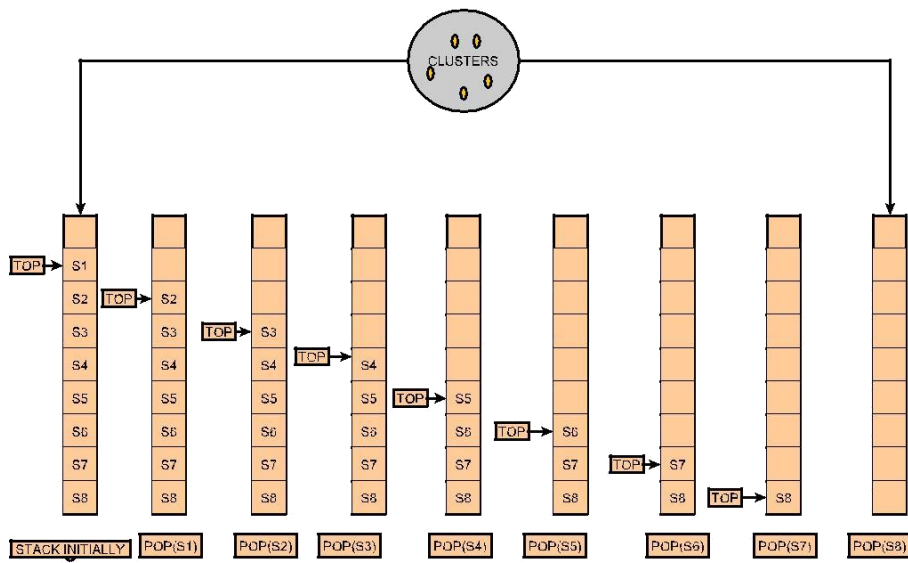 CLUSTERS
TOP S1
S2 TOP S2
S3 S3 TOP S3
S4 S4 S4 TOP S4
S5 S5 S5 S5 TOP S5
S6 S6 S6 S6 S6 TOP S6
S7 S7 S7 S7 S7 S7 TOP S7
S8 S8 S8 S8 S8 S8 S8 TOP S8
STACK INITIALLY POP(S1) POP(S2) POP(S3) POP(S4) POP(S5) POP(S6) POP(S7) POP(S8)